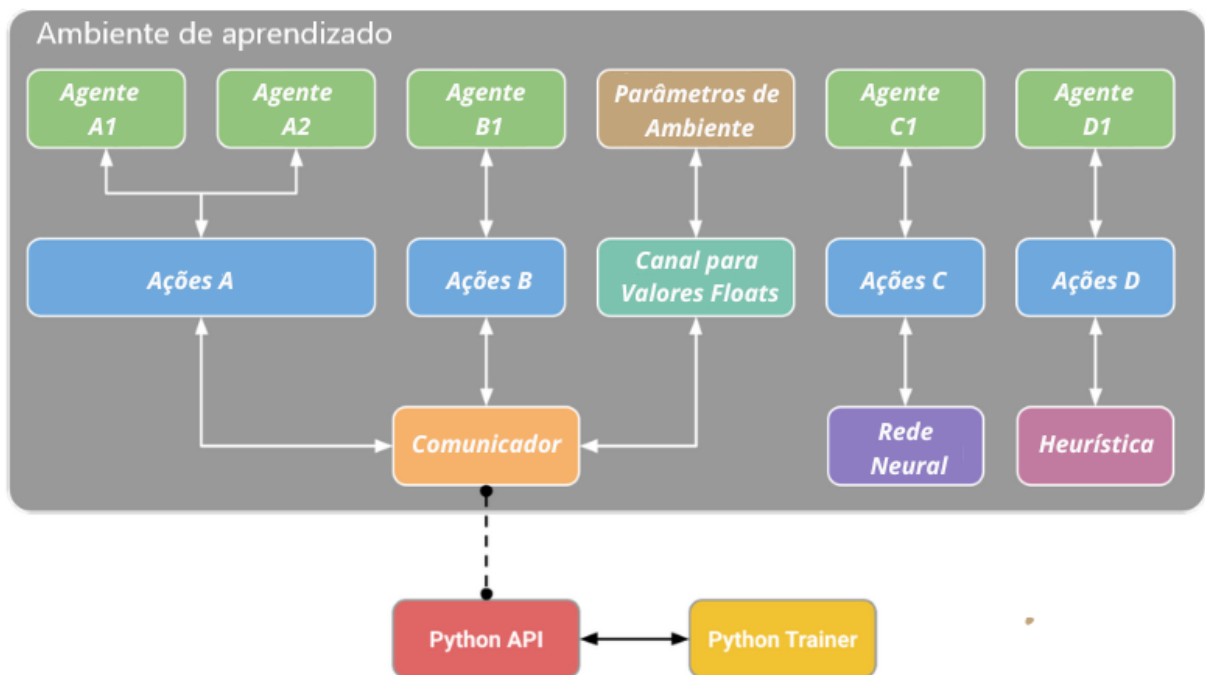 Ambiente de aprendizado
Agente
A1
Agente
A2
Agente
B1
Parâmetros de
Ambiente
Agente
C1
Agente
D1
Ações A
Ações B
Canal para
Valores Floats
Ações C
Ações D
Comunicador
Rede
Neural
Heurística
Python API
Python Trainer